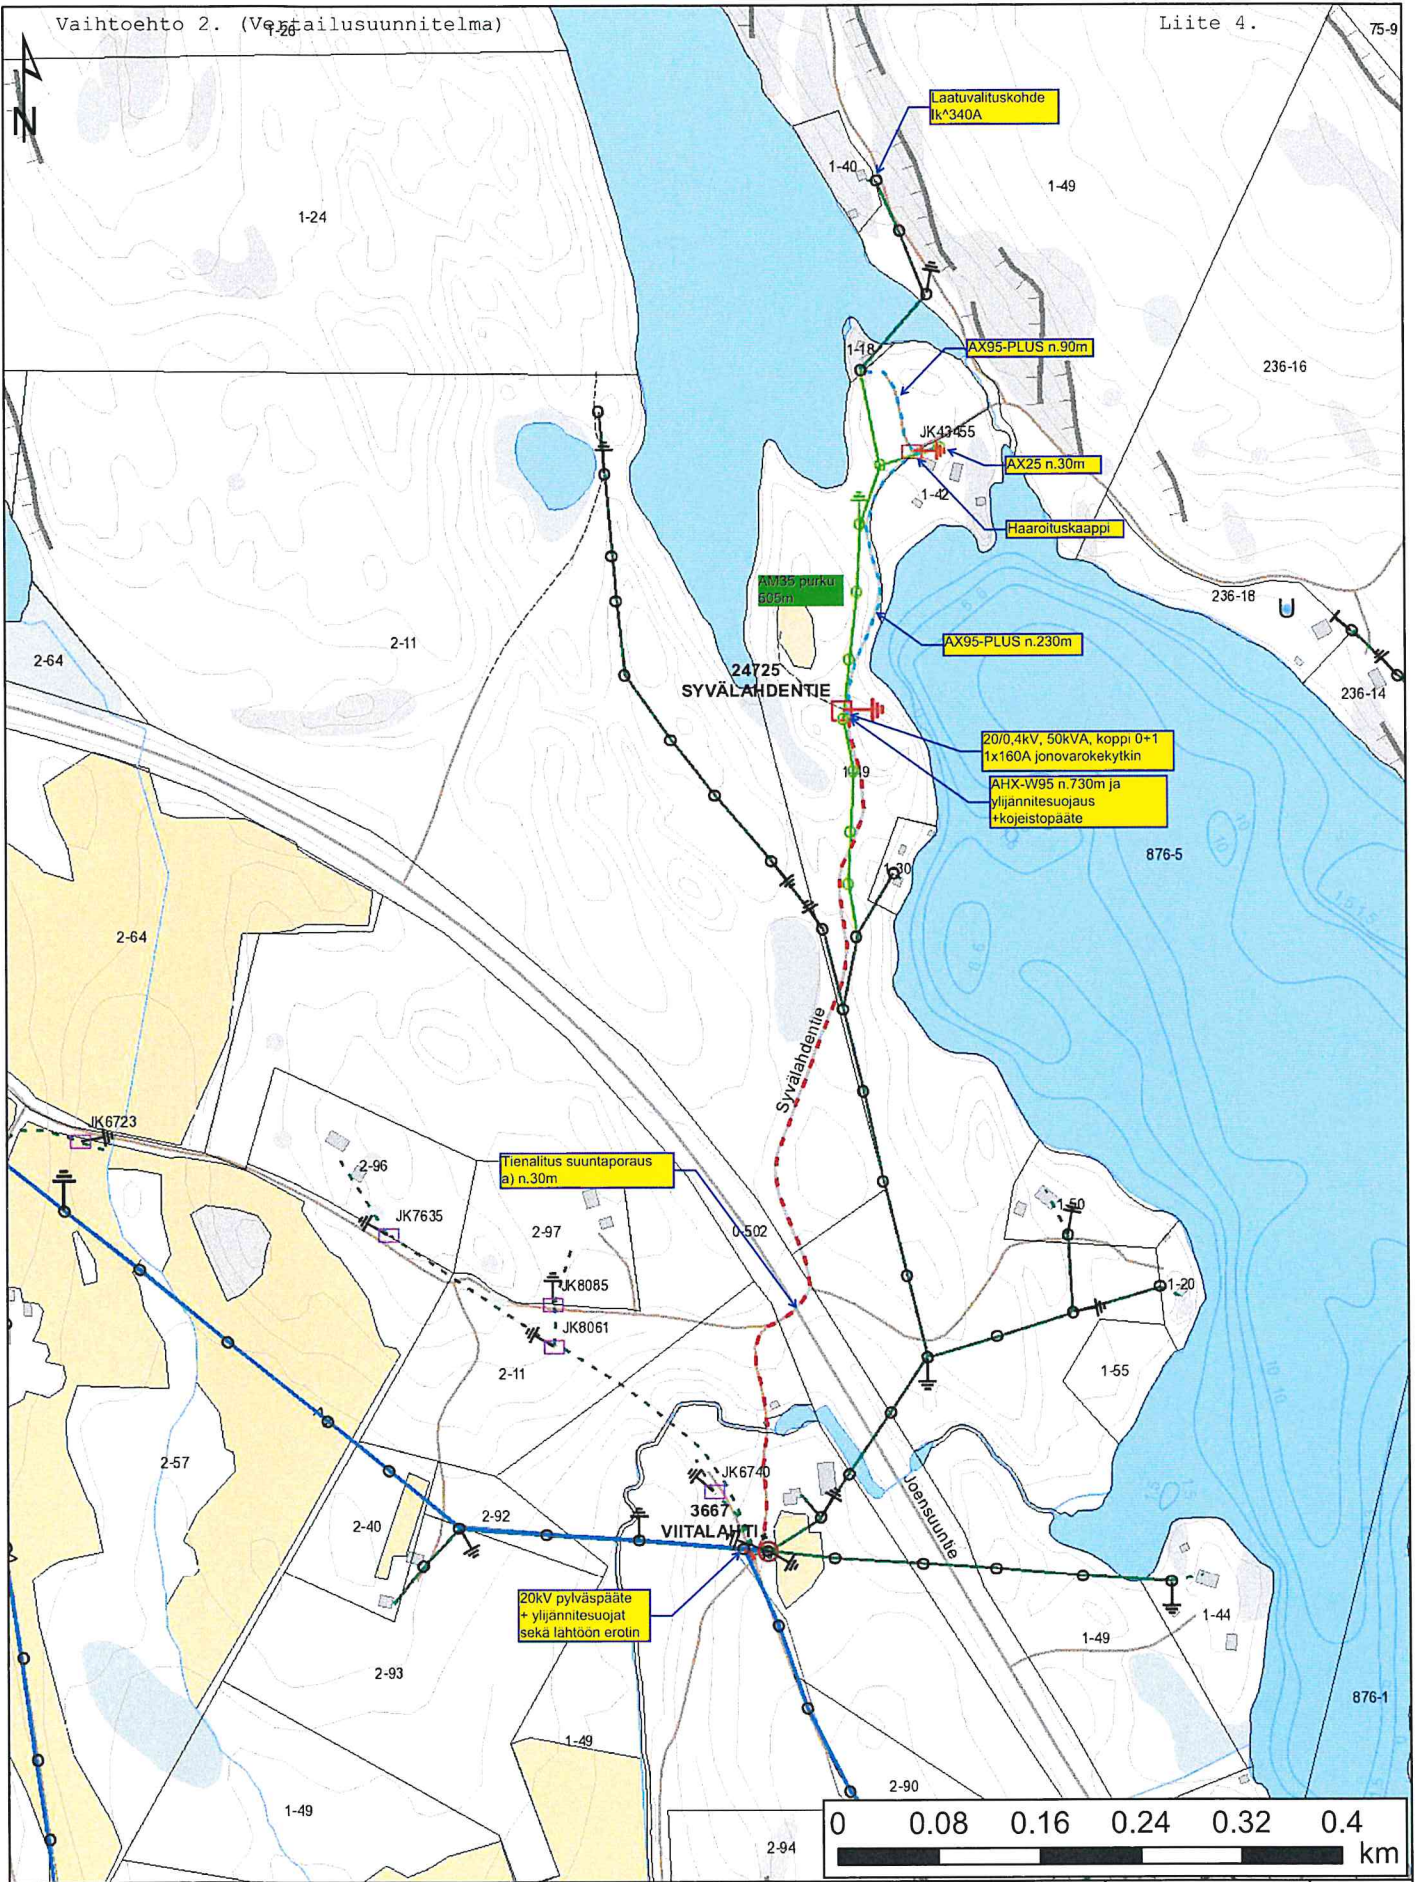 Vaihtoehto 2. (Vertailusuunnitelma)
Liite 4.
1-26
75-9
N
Laatuvalituskohde
Ik^340A
1-40
1-49
1-24
1-18
AX95-PLUS n.90m
236-16
JK43455
AX25 n.30m
1-42
Haaroituskaappi
AM35 purku
605m
236-18
2-11
2-64
AX95-PLUS n.230m
24725
SYVÄLAHDENTIE
236-14
20/0,4kV, 50kVA, koppi 0+1
1x160A jonovarokekytkin
1-49
AHX-W95 n.730m ja
ylijännitesuojaus
+kojeistopääte
876-5
1-30
2-64
Syvälahdentie
JK6723
2-96
Tienalitus suuntaporaus
a) n.30m
JK7635
2-97
0-502
1-50
JK8085
1-20
JK8061
2-11
1-55
2-57
JK6740
3667
VIITALAHTI
2-40
2-92
Joensuuntie
20kV pylväspääte
+ ylijännitesuojat
sekä lähtöön erotin
1-44
1-49
2-93
876-1
1-49
2-90
1-49
2-94
0 0.08 0.16 0.24 0.32 0.4
km